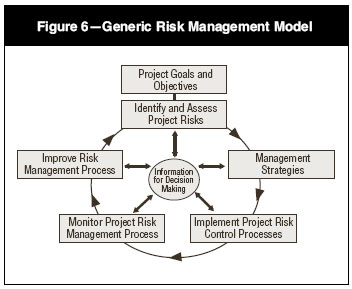 Figure 6—Generic Risk Management Model
Project Goals and
Objectives
Identify and Assess
Project Risks
Improve Risk
Management Process
Information
for Decision
Making
Management
Strategies
Monitor Project Risk
Management Process
Implement Project Risk
Control Processes